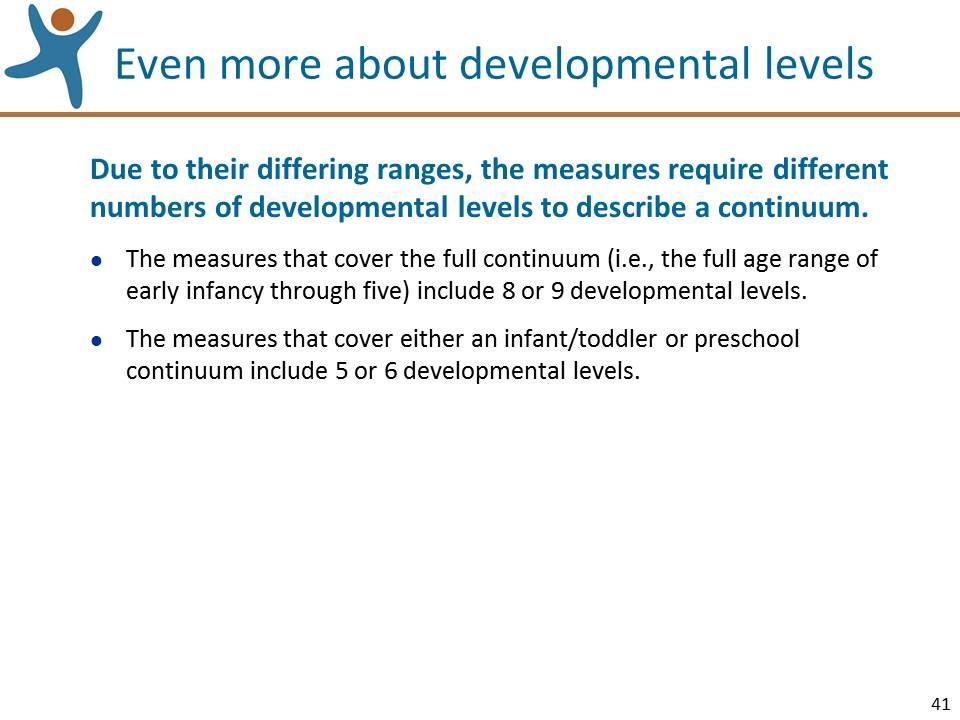 Even more about developmental levels
Due to their differing ranges, the measures require different
numbers of developmental levels to describe a continuum.
● The measures that cover the full continuum (i.e., the full age range of
early infancy through five) include 8 or 9 developmental levels.
● The measures that cover either an infant/toddler or preschool
continuum include 5 or 6 developmental levels.
41